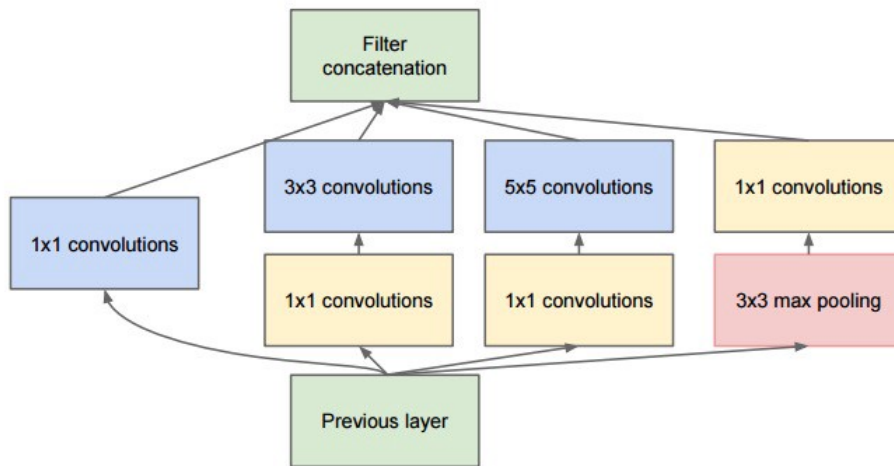 Filter
concatenation
3x3 convolutions
5x5 convolutions
1x1 convolutions
1x1 convolutions
1x1 convolutions
1x1 convolutions
3x3 max pooling
Previous layer